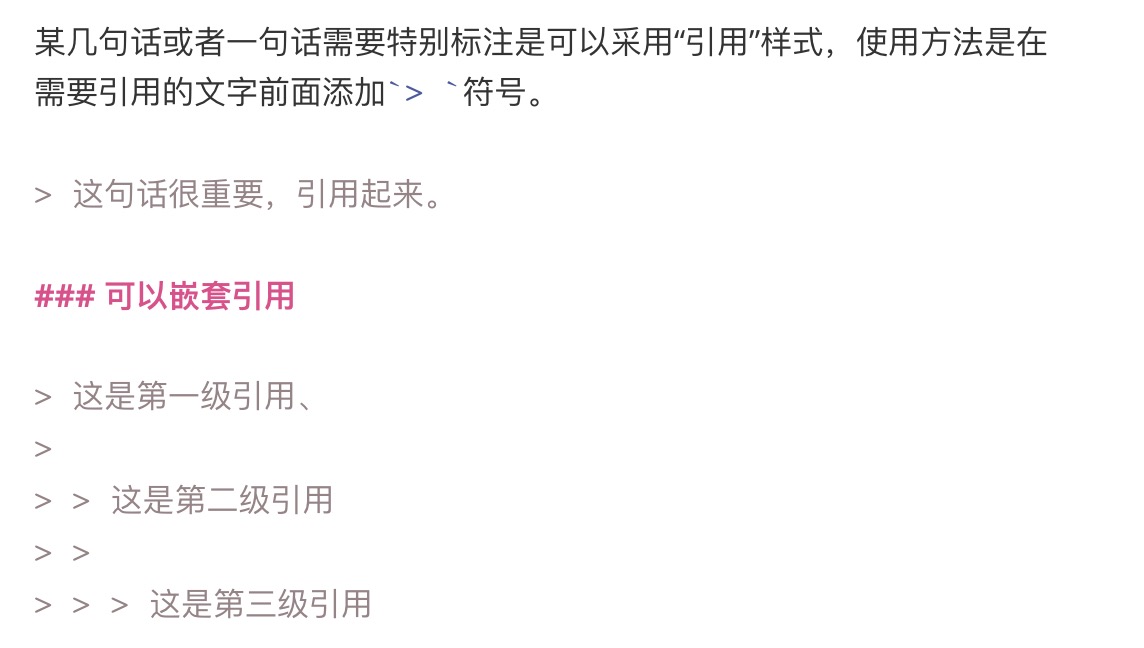 某几句话或者一句话需要特别标注是可以采用“引用”样式，使用方法是在
需要引用的文字前面添加`> `符号。
> 这句话很重要，引用起来。
### 可以嵌套引用
> 这是第一级引用、
>
> > 这是第二级引用
> >
> > > 这是第三级引用